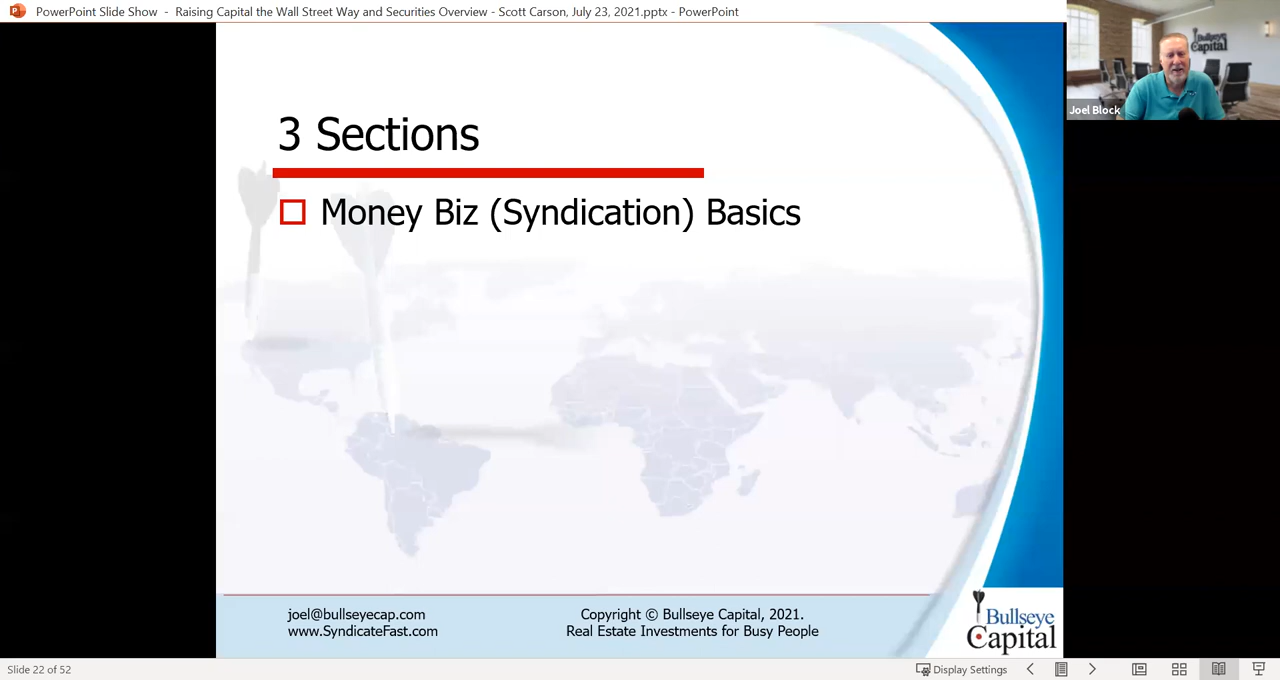 PowerPoint Slide Show - Raising Capital the Wall Street Way and Securities Overview - Scott Carson, July 23, 2021.pptx - PowerPoint
Bullseye
Capital
Joel Block
3 Sections
Money Biz (Syndication) Basics
joel@bullseyecap.com
www.SyndicateFast.com
Copyright © Bullseye Capital, 2021.
Real Estate Investments for Busy People
Bullseye
Capital
Slide 22 of 52
Display Settings